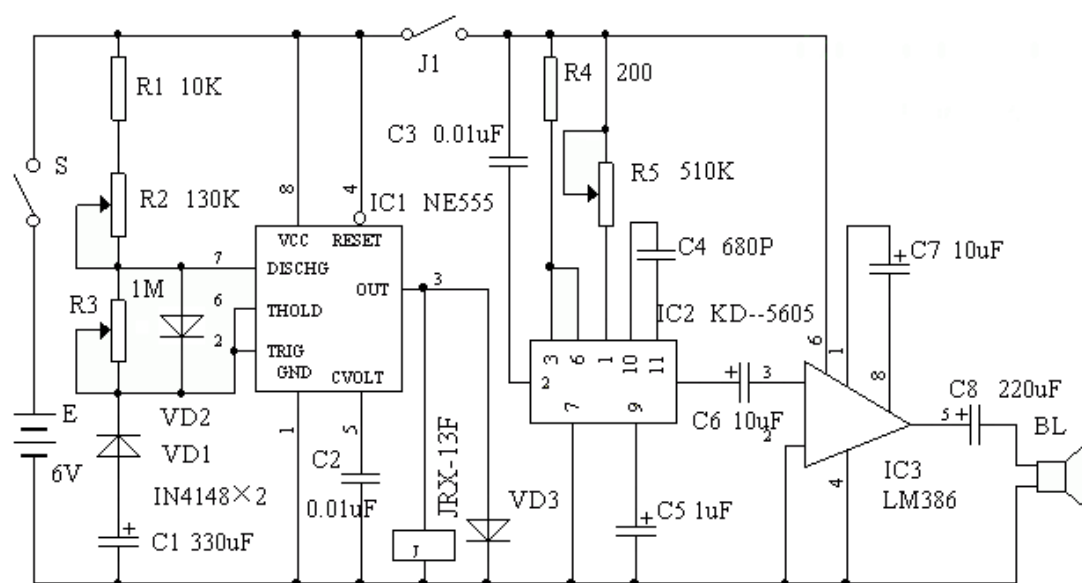 J1
R1 10K
R4 200
C3 0.01uF
S
R2 130K
8
4
IC1 NE555
R5 510K
VCC
RESET
C4 680P
C7 10uF
7
DISCHG
3
OUT
R3
1M
6
THOLD
IC2 KD--5605
2
TRIG
GND
CVOLT
3
6
1
10
11
6
1
2
7
9
3
8
C6 10uF
2
5
C8 220uF
E
VD2
1
5
BL
VD1
C2
JRX-13F
IC3
6V
4
LM386
IN4148×2
0.01uF
VD3
C5 1uF
C1 330uF
J